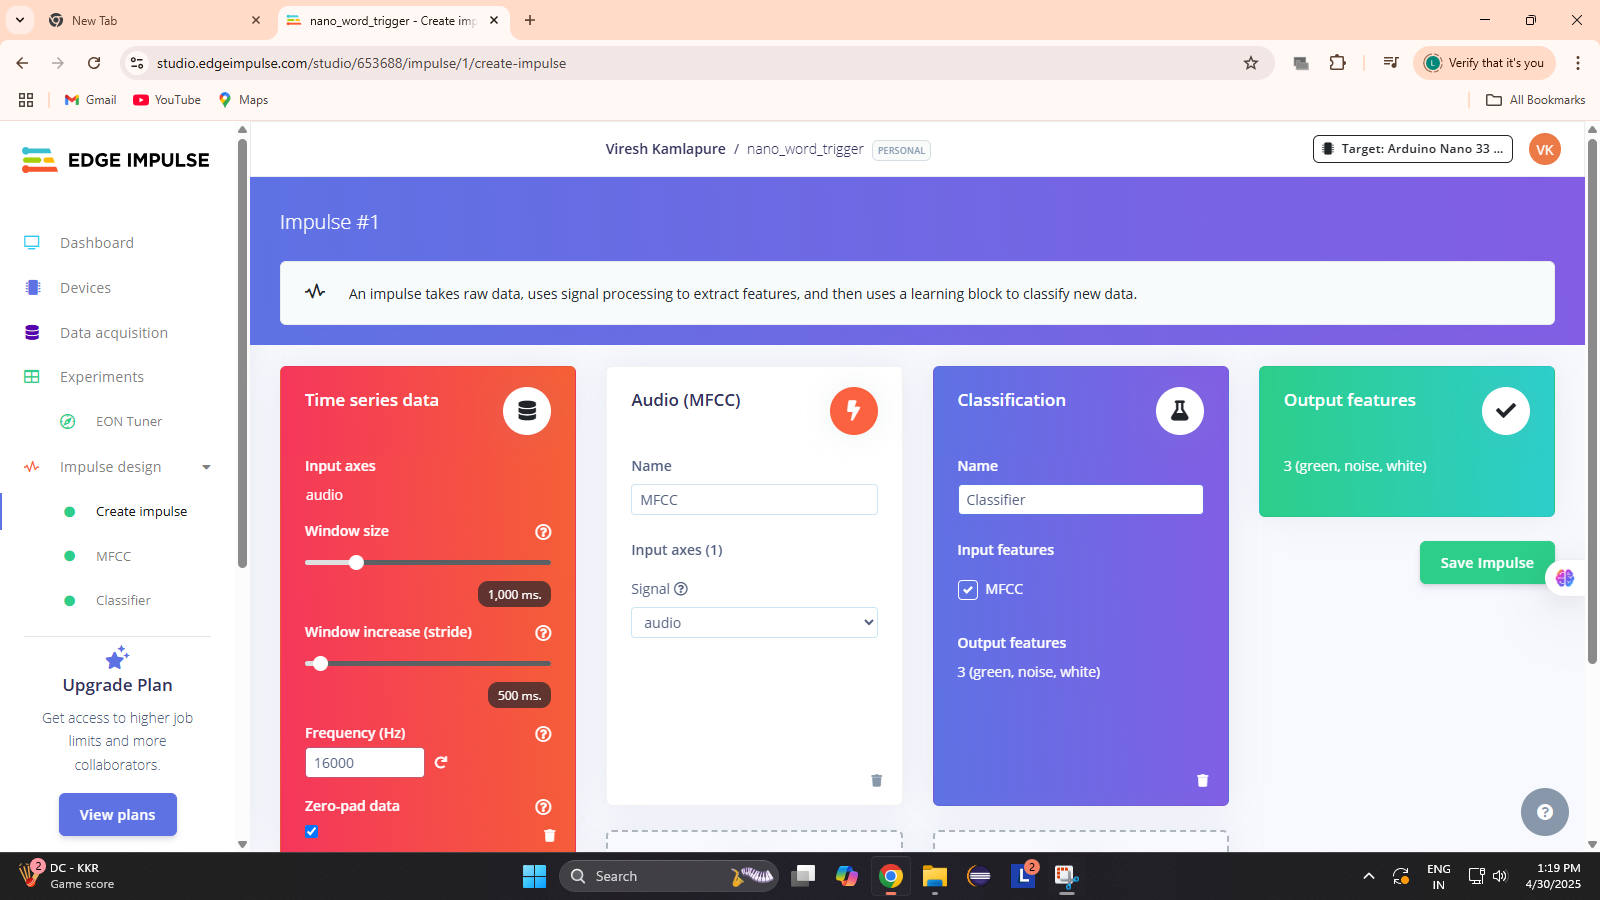 New Tab
nano_word_trigger - Create imp
studio.edgeimpulse.com/studio/653688/impulse/1/create-impulse
L
Verify that it's you
Gmail
YouTube
Maps
All Bookmarks
EDGE IMPULSE
Viresh Kamlapure / nano_word_trigger PERSONAL
Target: Arduino Nano 33 ...
VK
Dashboard
Devices
Data acquisition
Experiments
EON Tuner
Impulse design
Create impulse
MFCC
Classifier
Upgrade Plan
Get access to higher job
limits and more
collaborators.
View plans
Impulse #1
An impulse takes raw data, uses signal processing to extract features, and then uses a learning block to classify new data.
Time series data
Input axes
audio
Window size
1,000 ms.
Window increase (stride)
500 ms.
Frequency (Hz)
16000
Zero-pad data
Audio (MFCC)
Name
MFCC
Input axes (1)
Signal
audio
Classification
Name
Classifier
Input features
MFCC
Output features
3 (green, noise, white)
Output features
3 (green, noise, white)
Save Impulse
2
DC - KKR
Game score
Search
L
2
ENG
IN
1:19 PM
4/30/2025